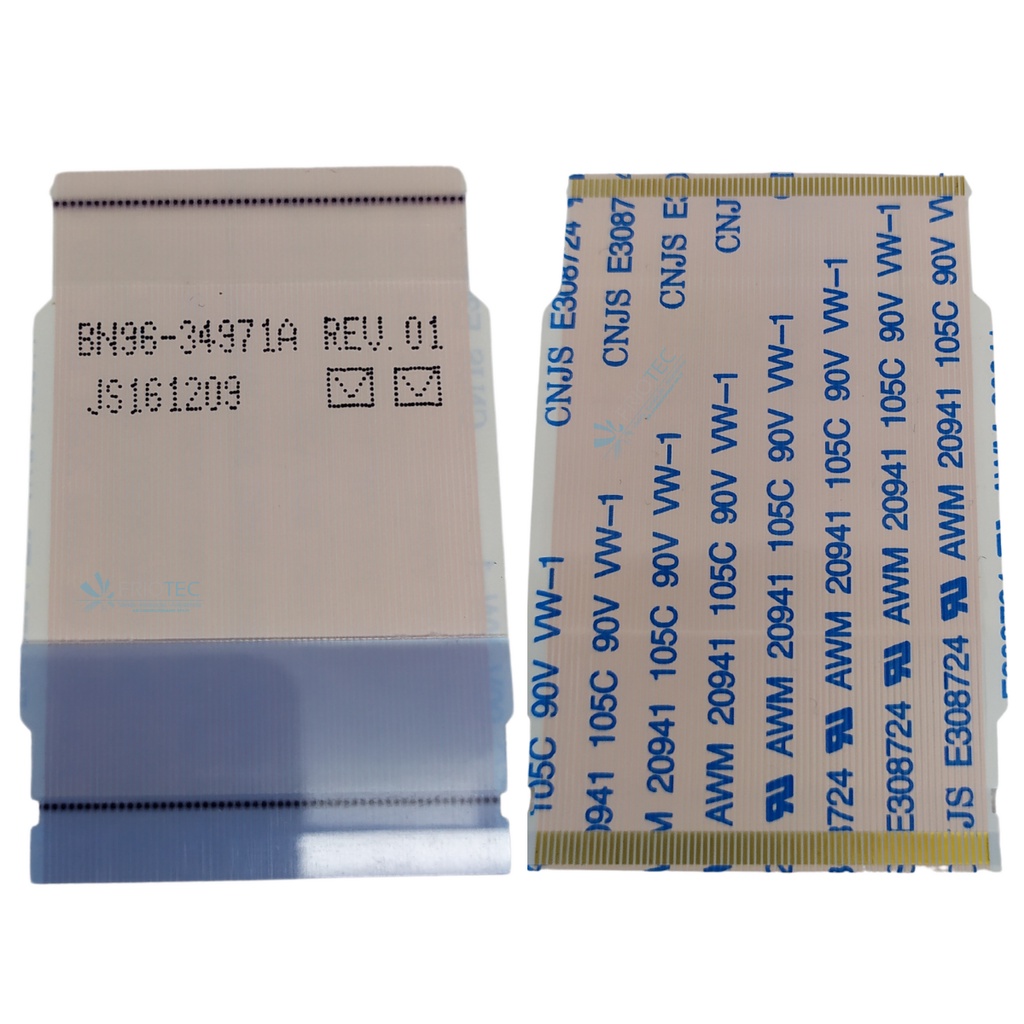 BN96-34971A REV.01
JS161209
TEC
CNJS E308724
CNJS E3087
CNJS E3
CNJ
105C 90V VW-1
0941 105C 90V VW-1
M 20941 105C 90V VW-1
AWM 20941 105C 90V VW-1
AWM 20941 105C 90V VW-1
8724 AWM 20941 105C 90V VW-1
E308724 AWM 20941 105C 90V VW-1
JS E308724 AWM 20941 105C 90V V
TEC